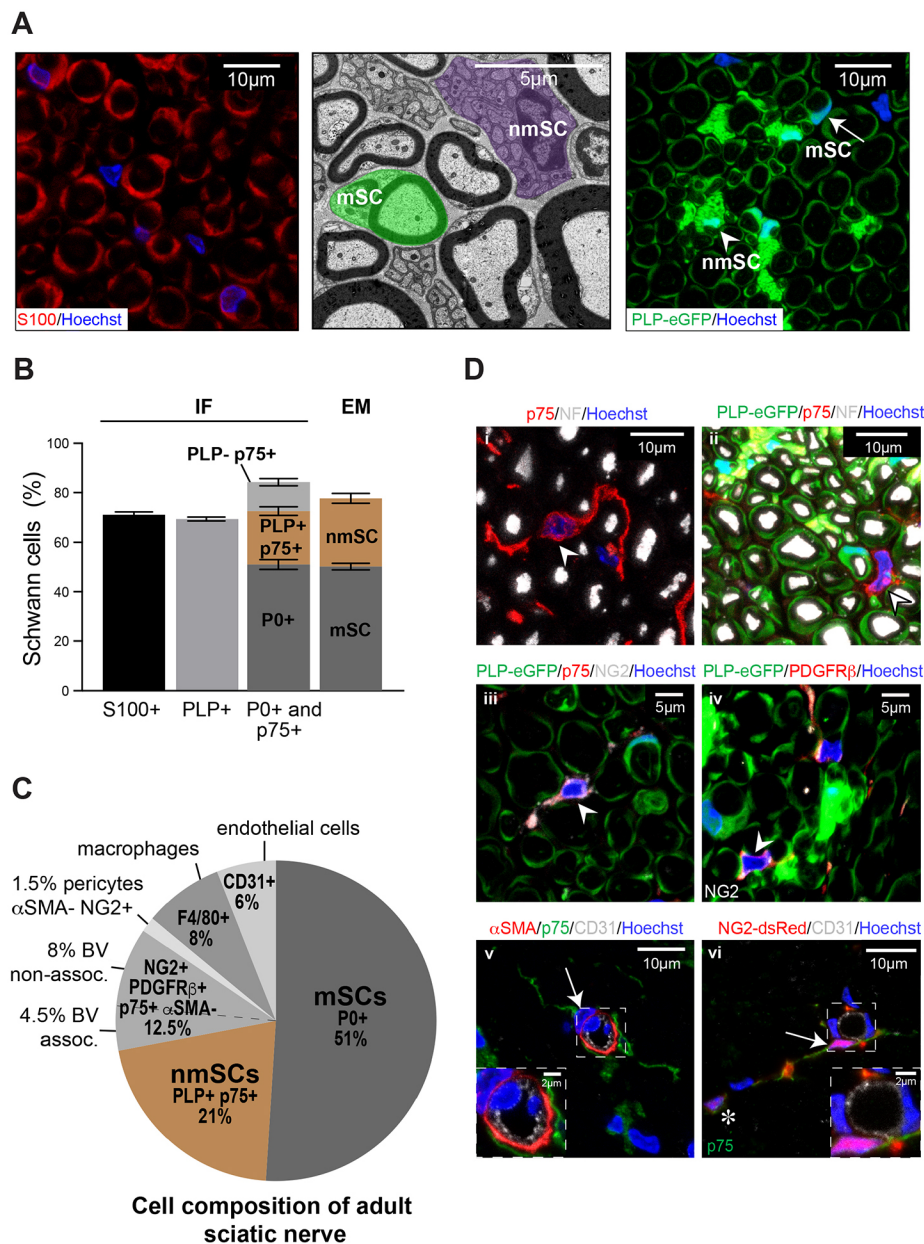 A
10µm
S100/Hoechst
5µm
nmSC
mSC
10µm
mSC
nmSC
PLP-eGFP/Hoechst
B
IF
EM
Schwann cells (%)
100
80
60
40
20
0
PLP- p75+
PLP+
p75+
P0+
nmSC
mSC
S100+
PLP+
P0+ and
p75+
C
endothelial cells
macrophages
1.5% pericytes
αSMA- NG2+
8% BV
non-assoc.
4.5% BV
assoc.
CD31+
6%
F4/80+
8%
NG2+
PDGFRβ+
p75+ αSMA-
12.5%
mSCs
P0+
51%
nmSCs
PLP+ p75+
21%
Cell composition of adult
sciatic nerve
D
p75/NF/Hoechst
i
10µm
PLP-eGFP/p75/NF/Hoechst
ii
10µm
PLP-eGFP/p75/NG2/Hoechst
iii
5µm
PLP-eGFP/PDGFRβ/Hoechst
iv
5µm
NG2
αSMA/p75/CD31/Hoechst
v
10µm
2µm
NG2-dsRed/CD31/Hoechst
vi
10µm
2µm
*
p75